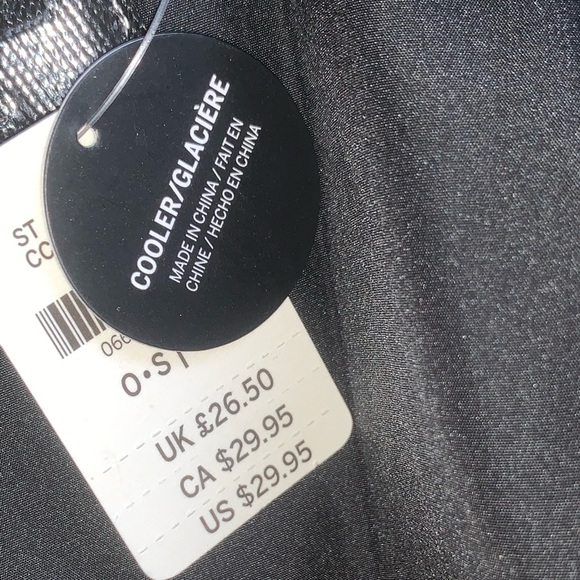 COOLER/GLACIÈRE
MADE IN CHINA / FAIT EN
CHINE / HECHO EN CHINA
ST
CC
066
O•S
UK £26.50
CA $29.95
US $29.95